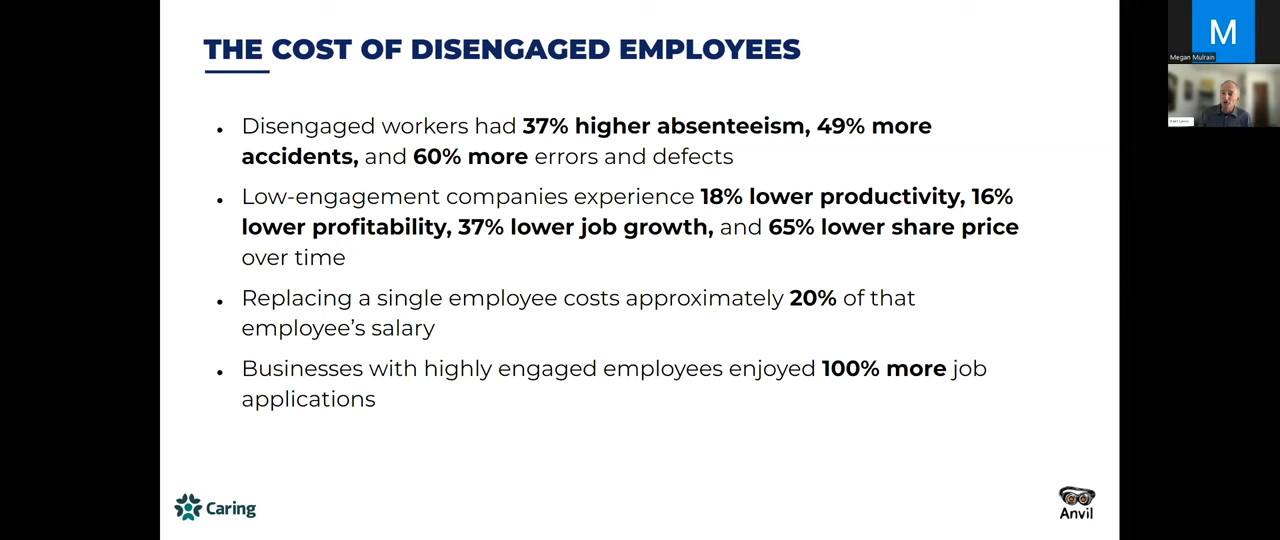 THE COST OF DISENGAGED EMPLOYEES
• Disengaged workers had 37% higher absenteeism, 49% more
accidents, and 60% more errors and defects
• Low-engagement companies experience 18% lower productivity, 16%
lower profitability, 37% lower job growth, and 65% lower share price
over time
• Replacing a single employee costs approximately 20% of that
employee’s salary
• Businesses with highly engaged employees enjoyed 100% more job
applications
Caring
Anvil
M
Megan Mulrain